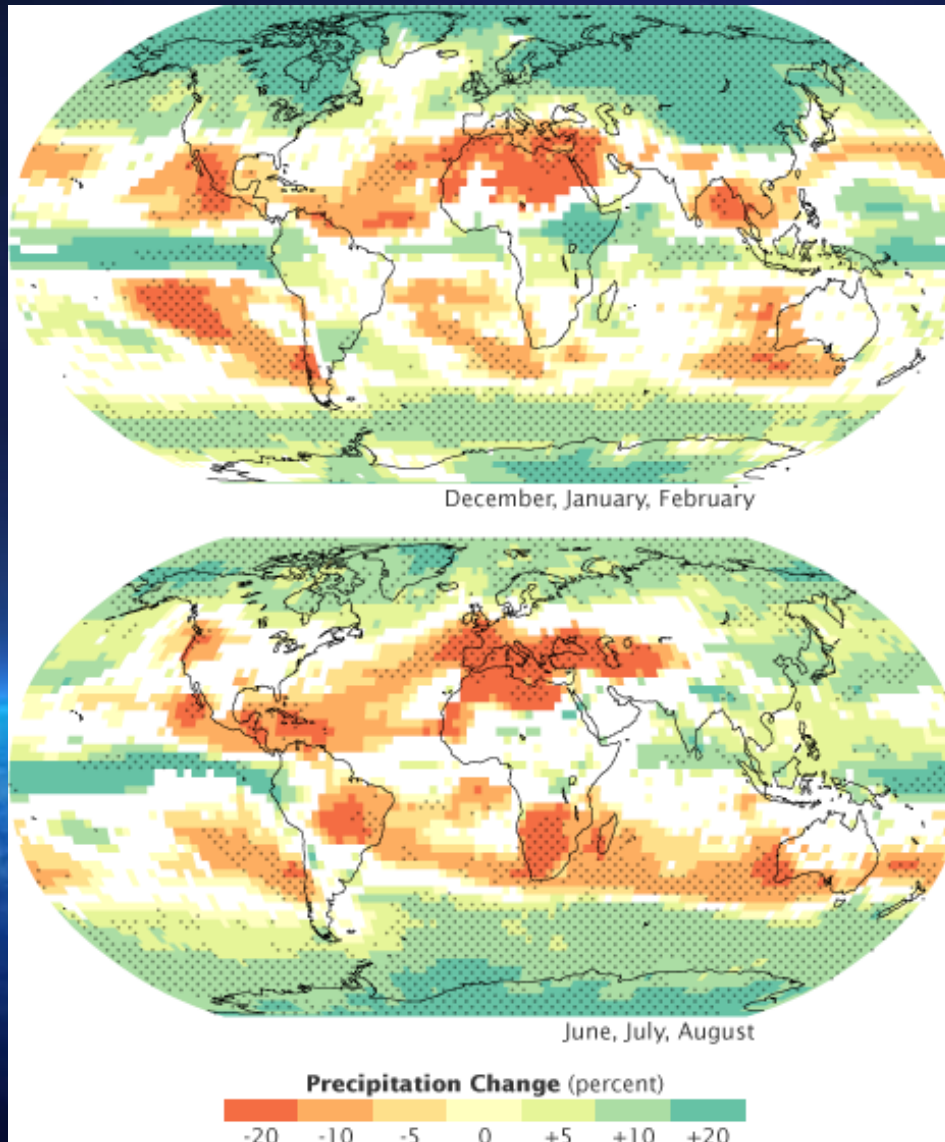 December, January, February
June, July, August
Precipitation Change (percent)
-20 -10 -5 0 +5 +10 +20